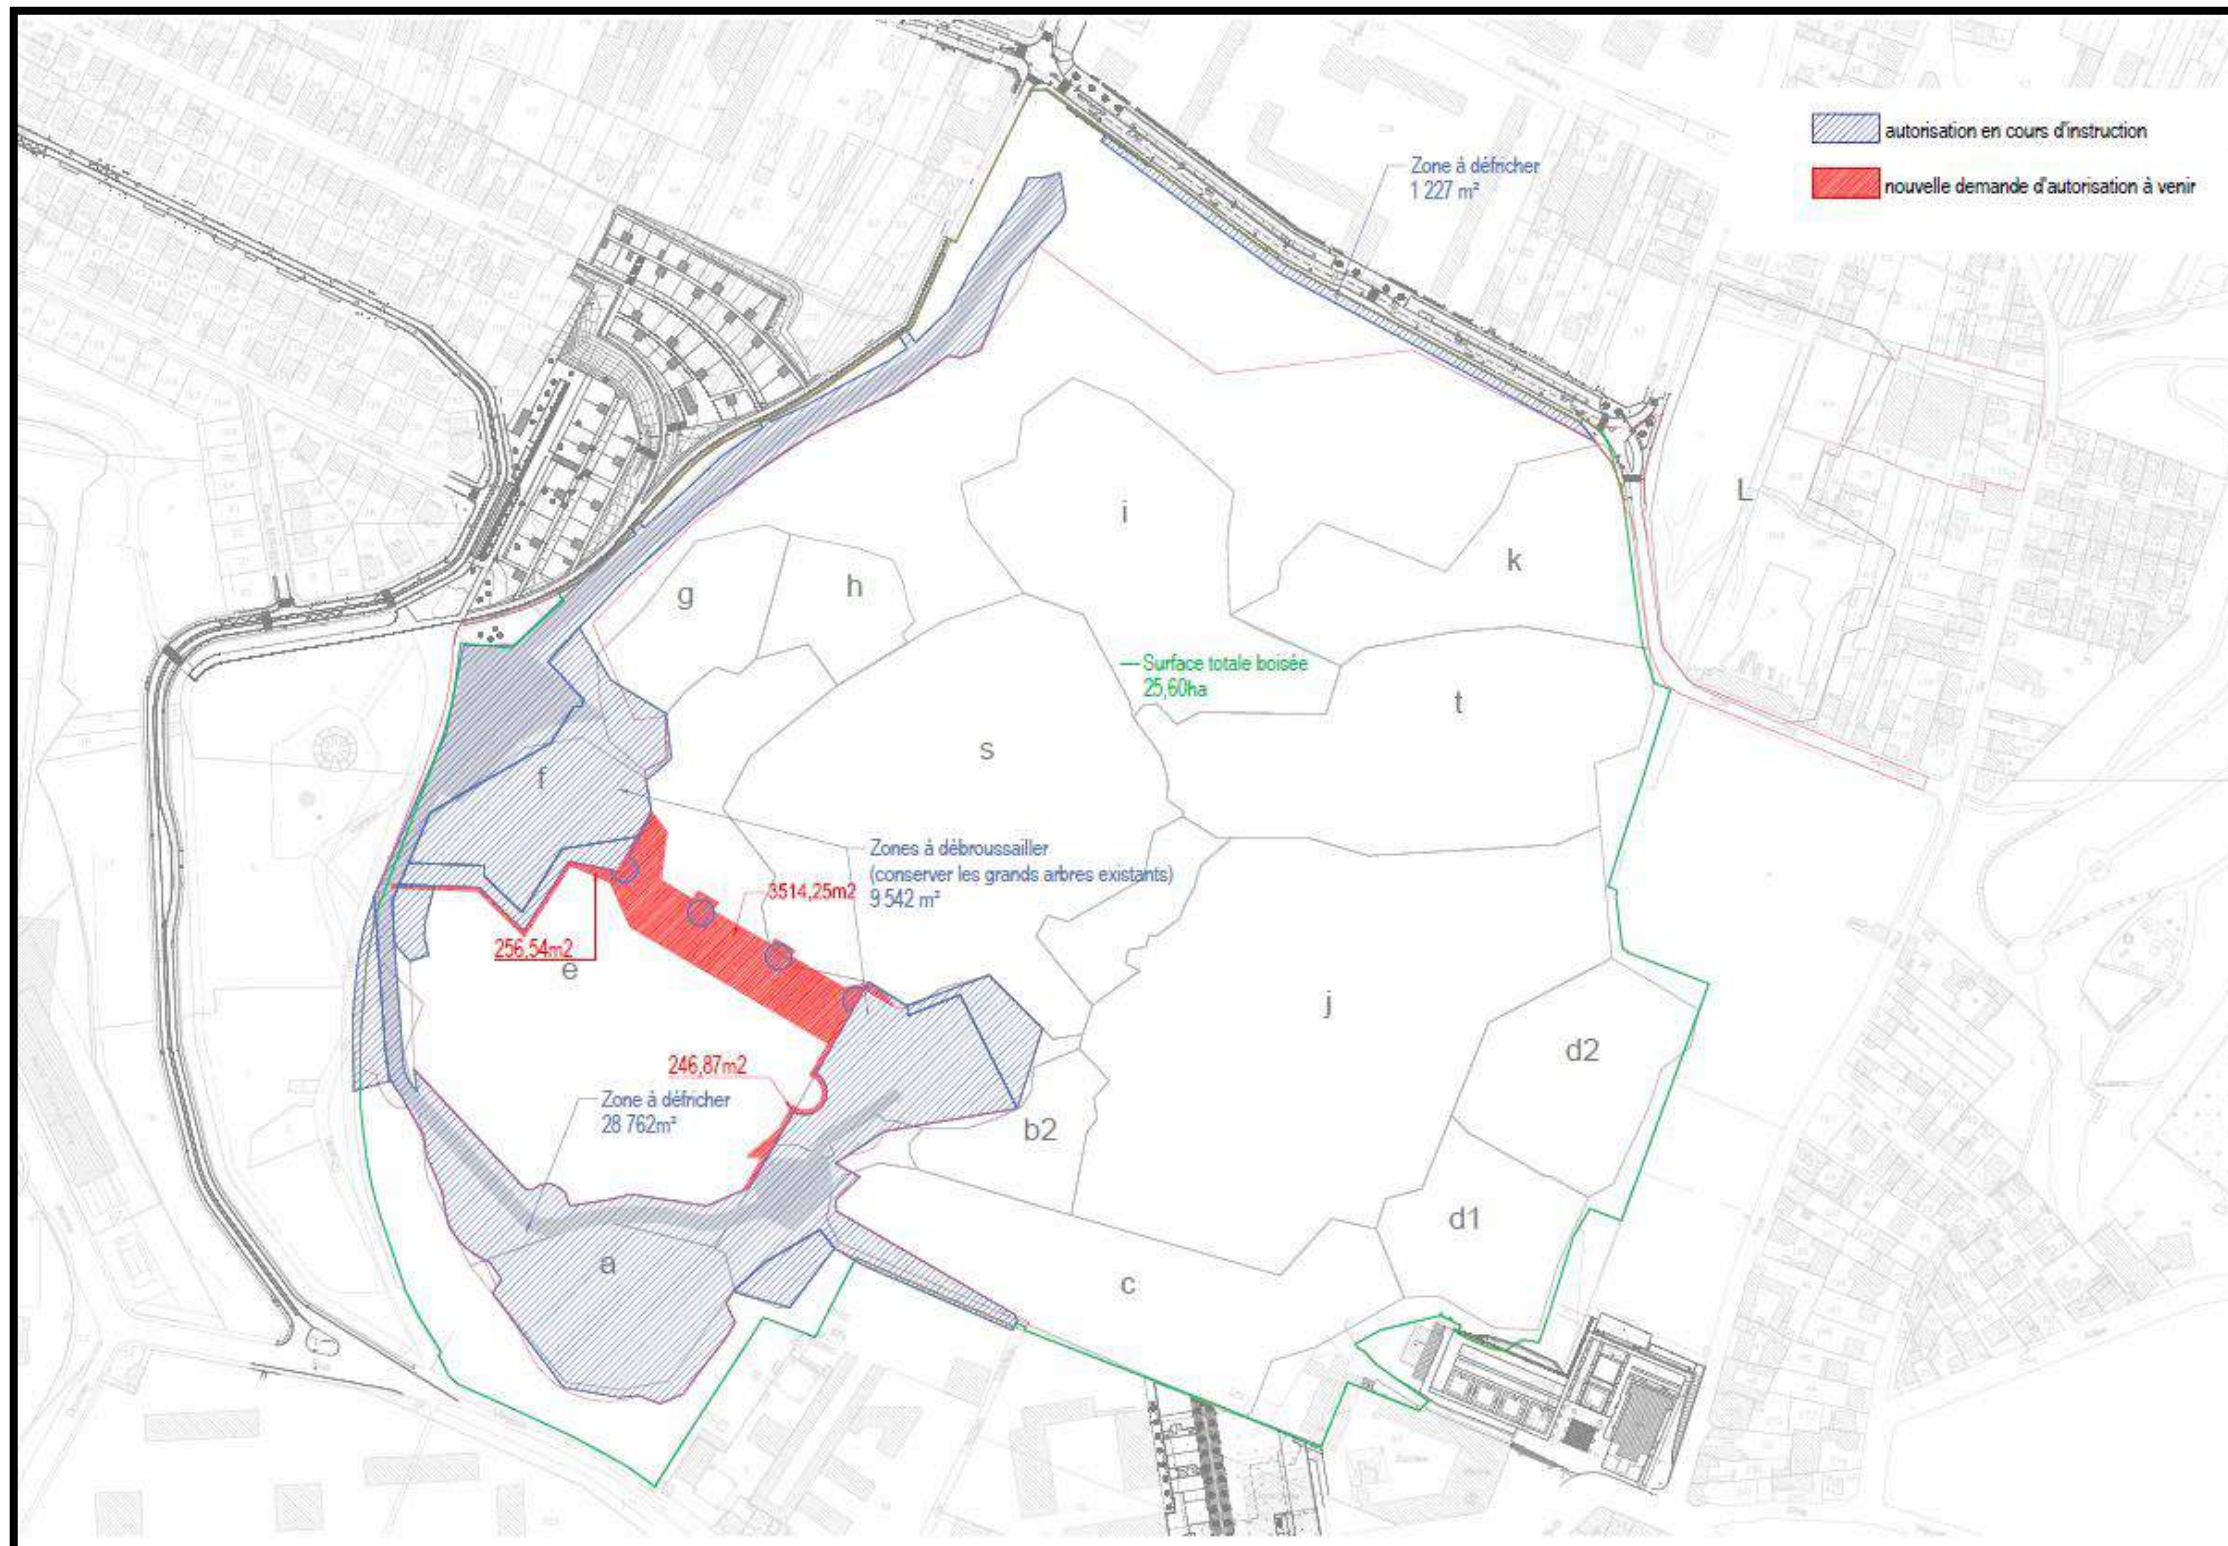 autorisation en cours d'instruction
nouvelle demande d'autorisation à venir
Zone à défricher
1 227 m²
L
i
k
g
h
Surface totale boisée
25,60ha
t
s
f
Zones à débroussailler
(conserver les grands arbres existants)
9 542 m²
3514,25m2
256,54m2
e
j
d2
246,87m2
Zone à défricher
28 762m²
b2
d1
a
c